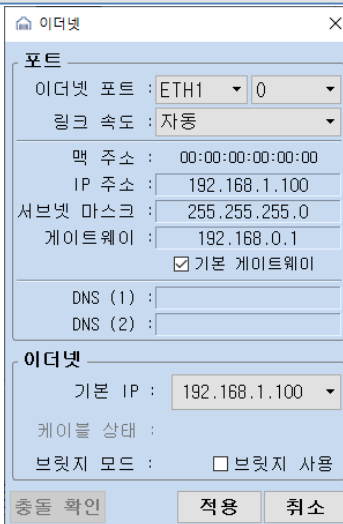 이더넷
포트
이더넷 포트 : ETH1 0
링크 속도 : 자동
맥 주소 : 00:00:00:00:00:00
IP 주소 : 192.168.1.100
서브넷 마스크 : 255.255.255.0
게이트웨이 : 192.168.0.1
기본 게이트웨이
DNS (1) :
DNS (2) :
이더넷
기본 IP : 192.168.1.100
케이블 상태 :
브릿지 모드 : 브릿지 사용
충돌 확인 적용 취소